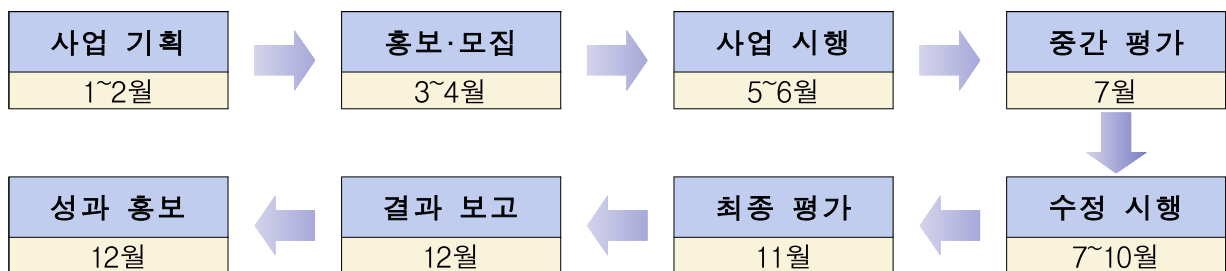 사업 기획
1~2월
홍보·모집
3~4월
사업 시행
5~6월
중간 평가
7월
수정 시행
7~10월
최종 평가
11월
결과 보고
12월
성과 홍보
12월